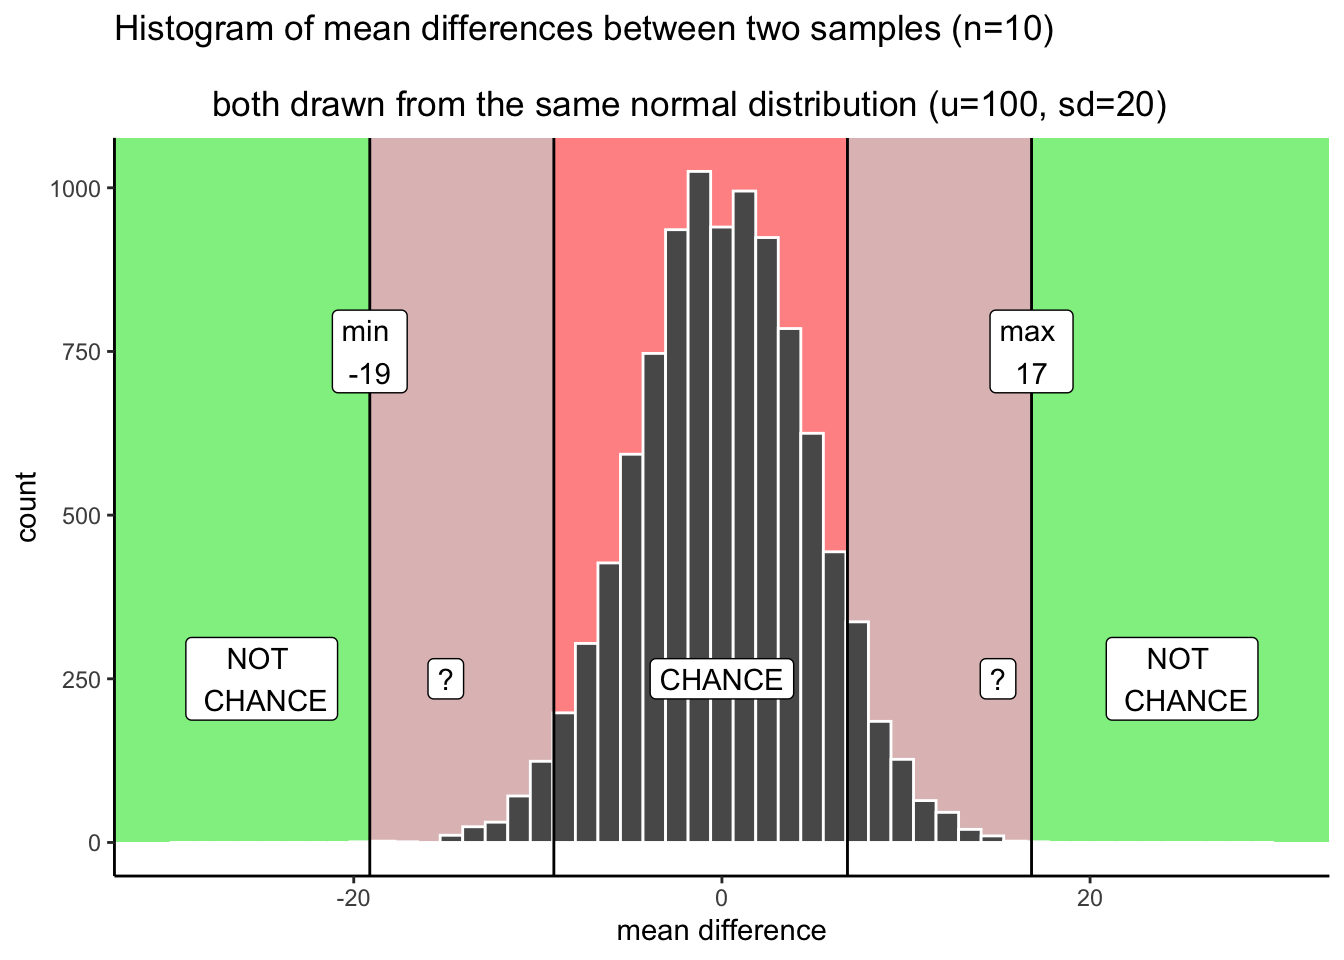 Histogram of mean differences between two samples (n=10)
both drawn from the same normal distribution (u=100, sd=20)
count
1000
750
500
250
0
min
-19
max
17
NOT
CHANCE
?
CHANCE
?
NOT
CHANCE
-20
0
20
mean difference